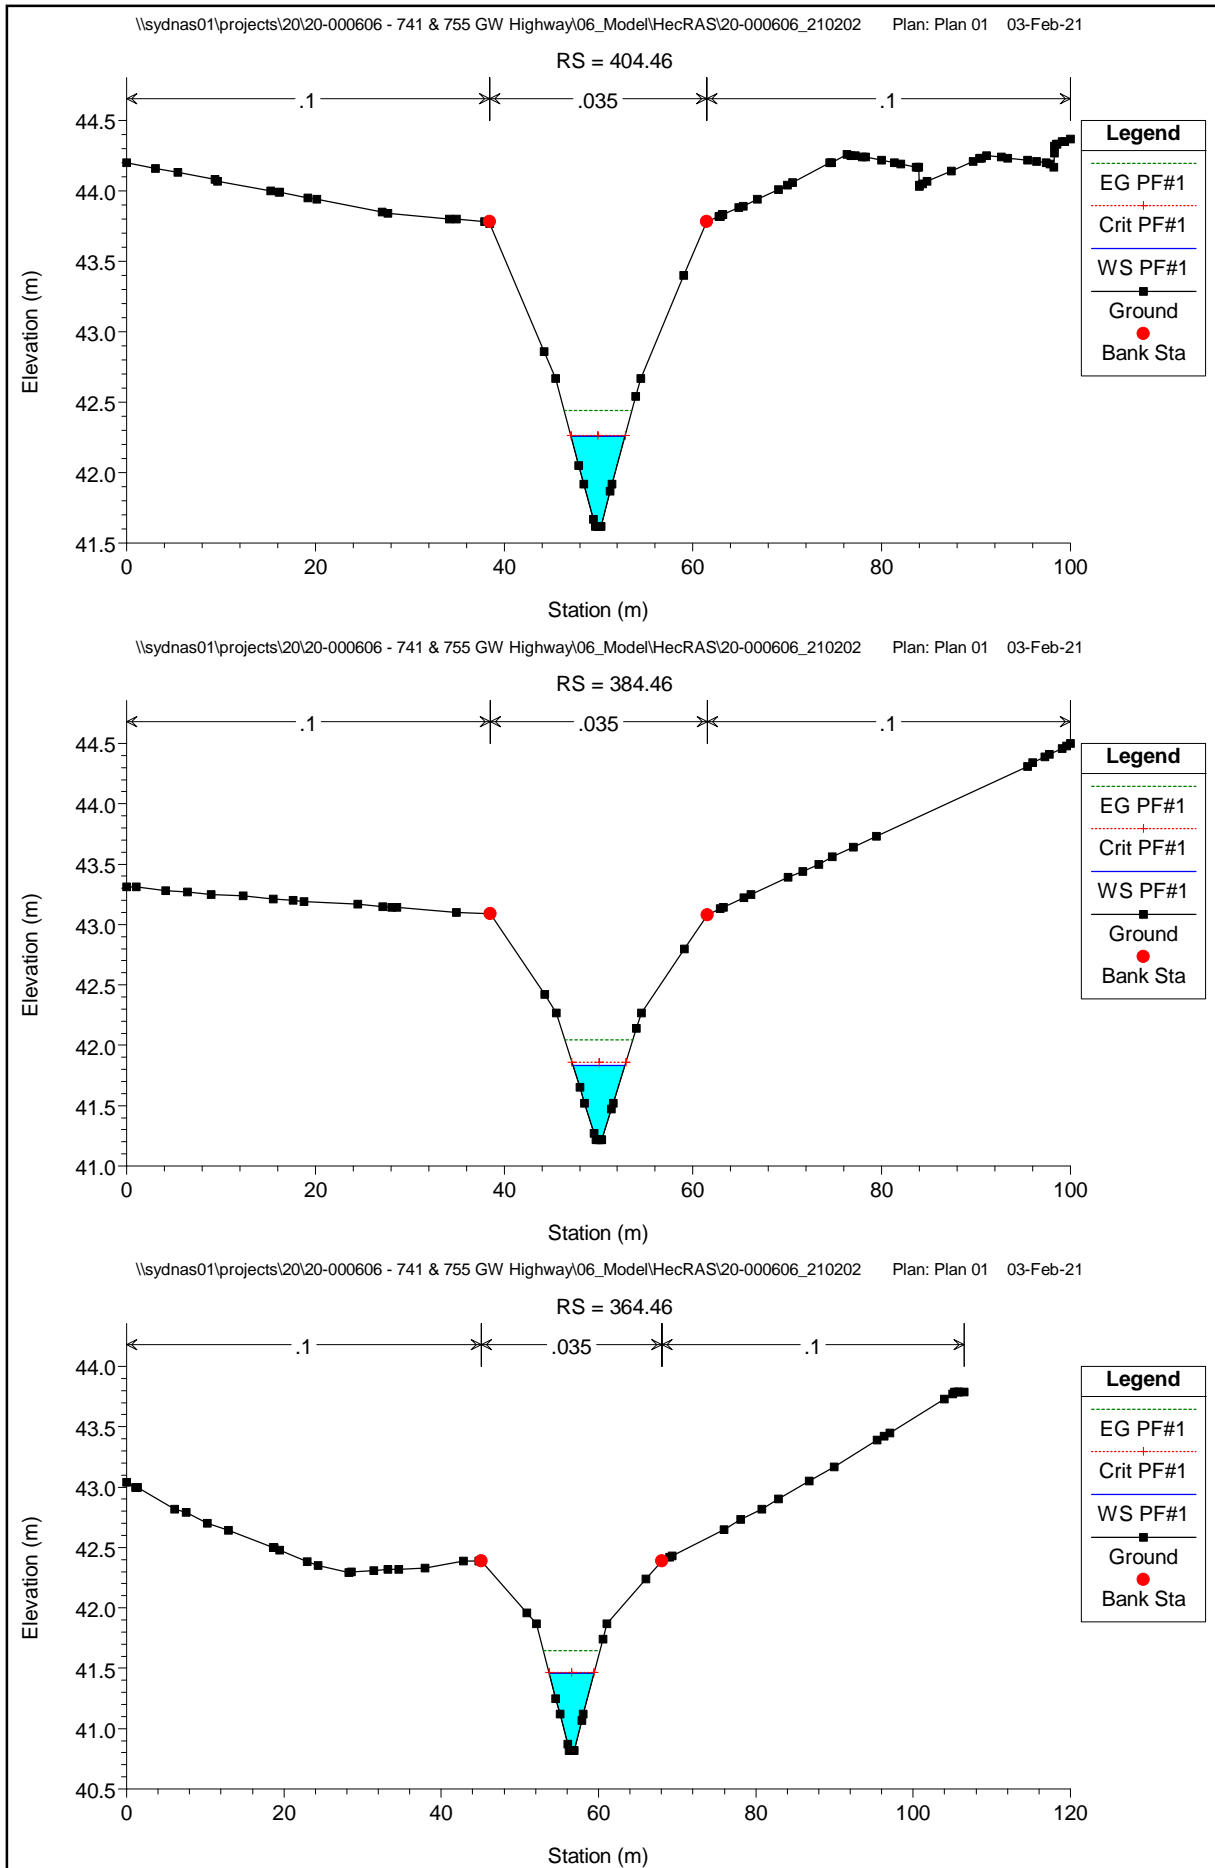 \\sydnas01\projects\20\20-000606 - 741 & 755 GW Highway\06_Model\HecRAS\20-000606_210202 Plan: Plan 01 03-Feb-21
RS = 404.46
.1 .035 .1
44.5
44.0
43.5
43.0
42.5
42.0
41.5
0 20 40 60 80 100
Station (m)
Elevation (m)
Legend
EG PF#1
Crit PF#1
WS PF#1
Ground
Bank Sta
\\sydnas01\projects\20\20-000606 - 741 & 755 GW Highway\06_Model\HecRAS\20-000606_210202 Plan: Plan 01 03-Feb-21
RS = 384.46
.1 .035 .1
44.5
44.0
43.5
43.0
42.5
42.0
41.5
41.0
0 20 40 60 80 100
Station (m)
Elevation (m)
Legend
EG PF#1
Crit PF#1
WS PF#1
Ground
Bank Sta
\\sydnas01\projects\20\20-000606 - 741 & 755 GW Highway\06_Model\HecRAS\20-000606_210202 Plan: Plan 01 03-Feb-21
RS = 364.46
.1 .035 .1
44.0
43.5
43.0
42.5
42.0
41.5
41.0
40.5
0 20 40 60 80 100 120
Station (m)
Elevation (m)
Legend
EG PF#1
Crit PF#1
WS PF#1
Ground
Bank Sta